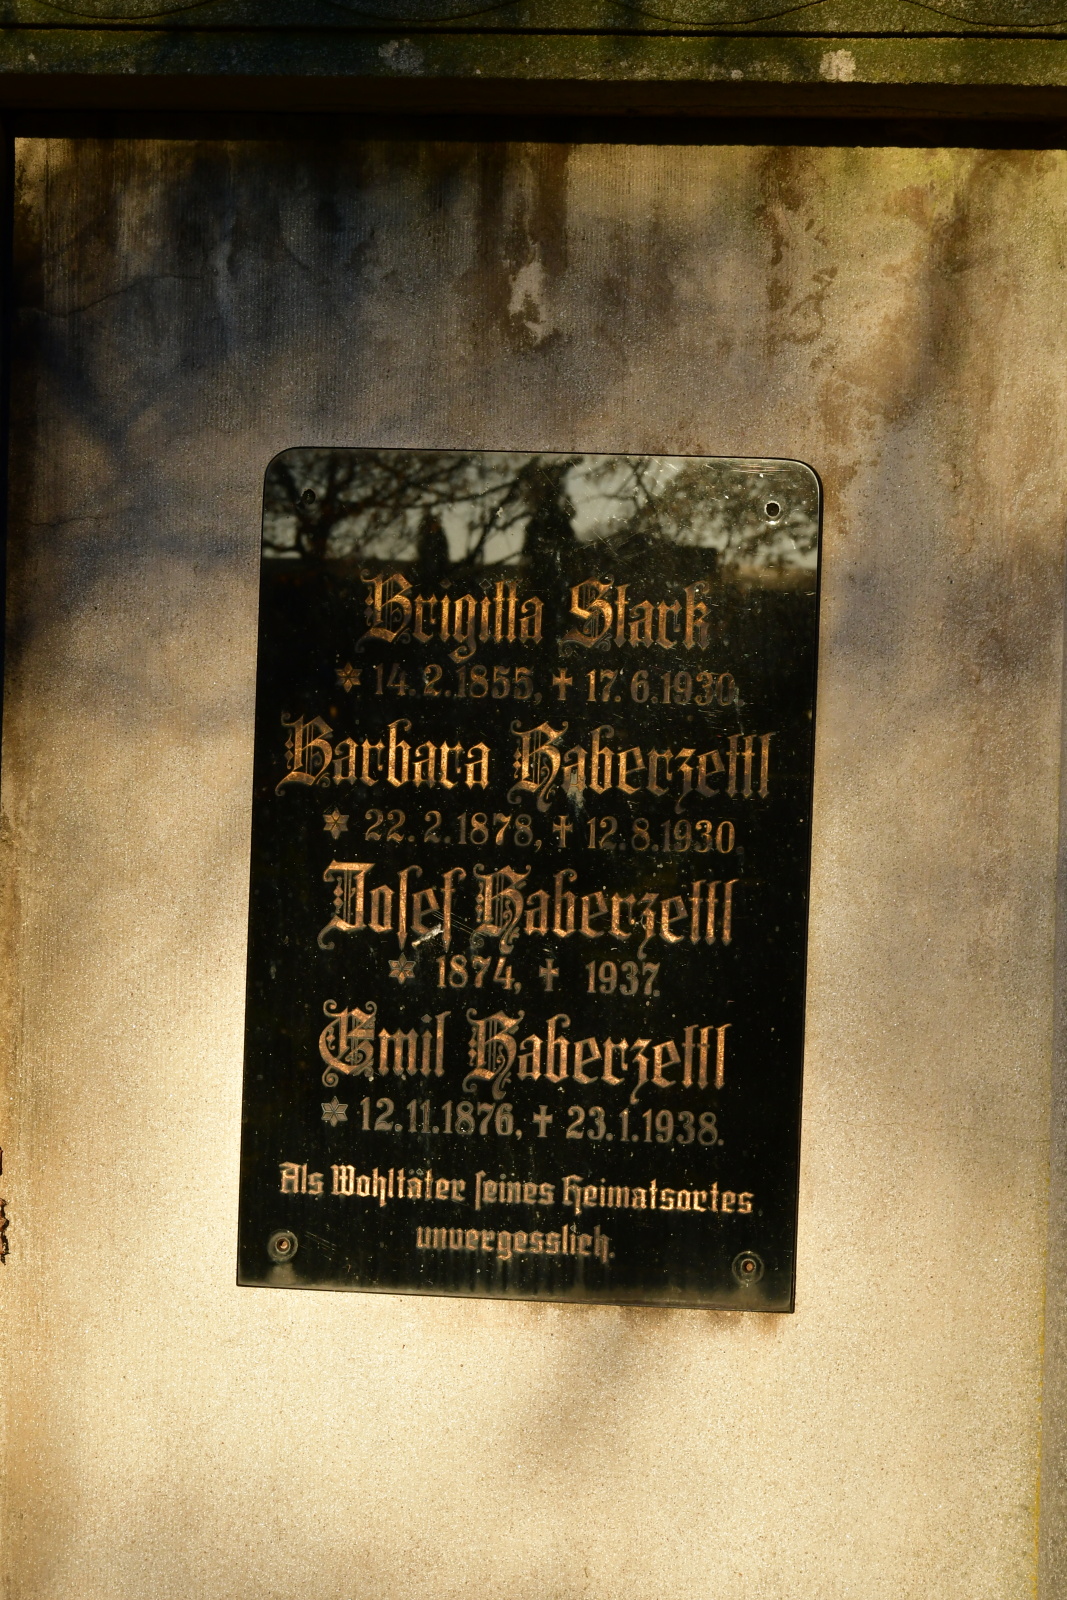 Brigitta Stark
✶ 14.2.1855, ✝ 17.6.1930.
Barbara Haberzettl
✶ 22.2.1878, ✝ 12.8.1930.
Josef Haberzettl
✶ 1874, ✝ 1937.
Emil Haberzettl
✶ 12.11.1876, ✝ 23.1.1938.
Als Wohltäter seines Heimatsortes
unvergesslich.